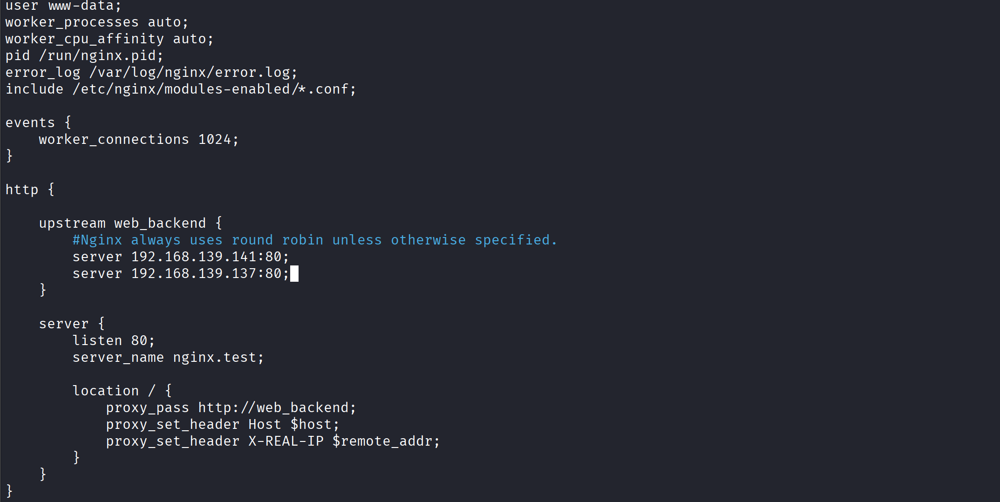 user www-data;
worker_processes auto;
worker_cpu_affinity auto;
pid /run/nginx.pid;
error_log /var/log/nginx/error.log;
include /etc/nginx/modules-enabled/*.conf;

events {
    worker_connections 1024;
}

http {

    upstream web_backend {
        #Nginx always uses round robin unless otherwise specified.
        server 192.168.139.141:80;
        server 192.168.139.137:80;
    }

    server {
        listen 80;
        server_name nginx.test;

        location / {
            proxy_pass http://web_backend;
            proxy_set_header Host $host;
            proxy_set_header X-REAL-IP $remote_addr;
        }
    }
}